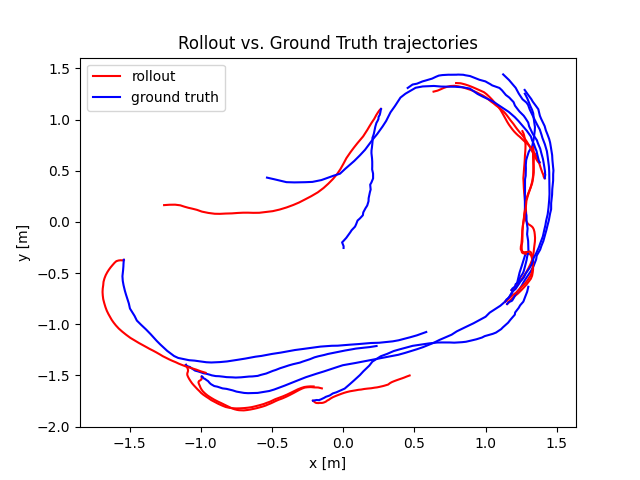 Rollout vs. Ground Truth trajectories
rollout
ground truth
1.5
1.0
0.5
0.0
−0.5
−1.0
−1.5
−2.0
y [m]
−1.5 −1.0 −0.5 0.0 0.5 1.0 1.5
x [m]